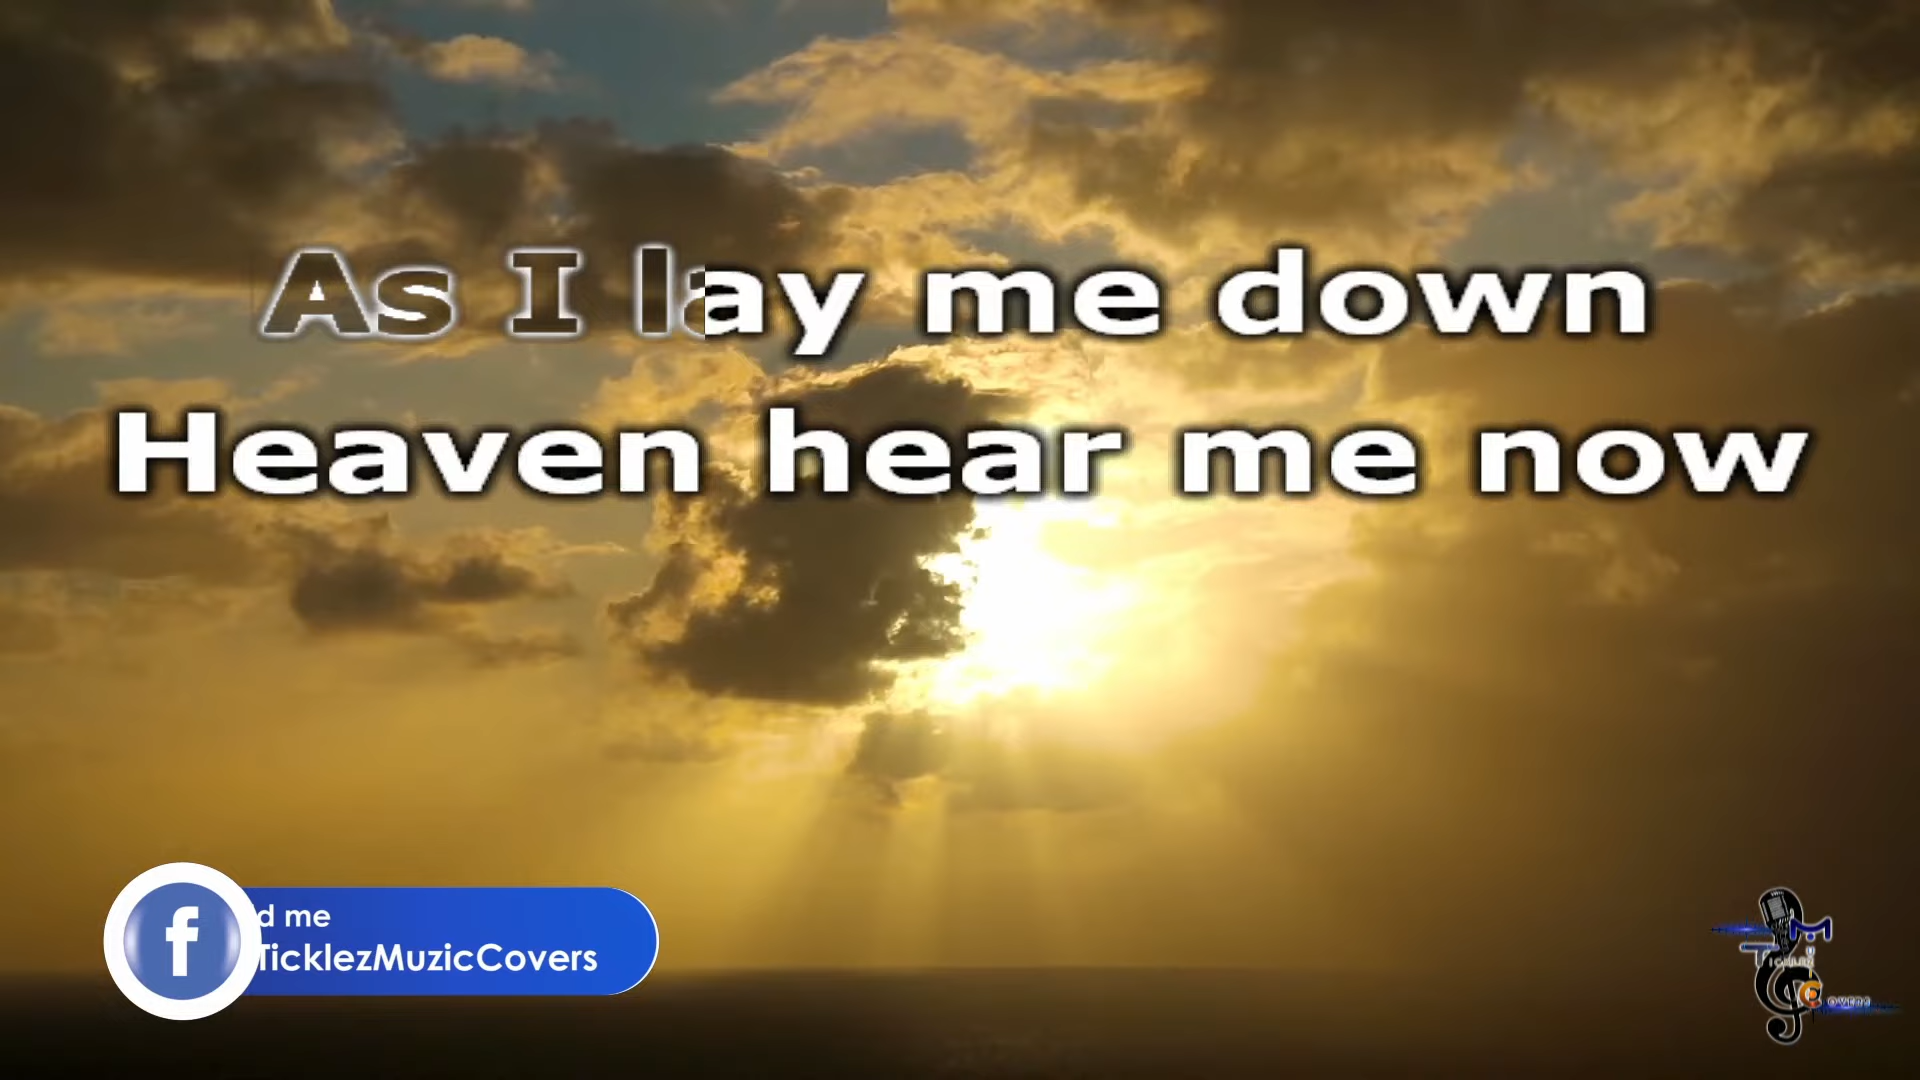 As I lay me down
Heaven hear me now
f
d me
TicklezMuzicCovers